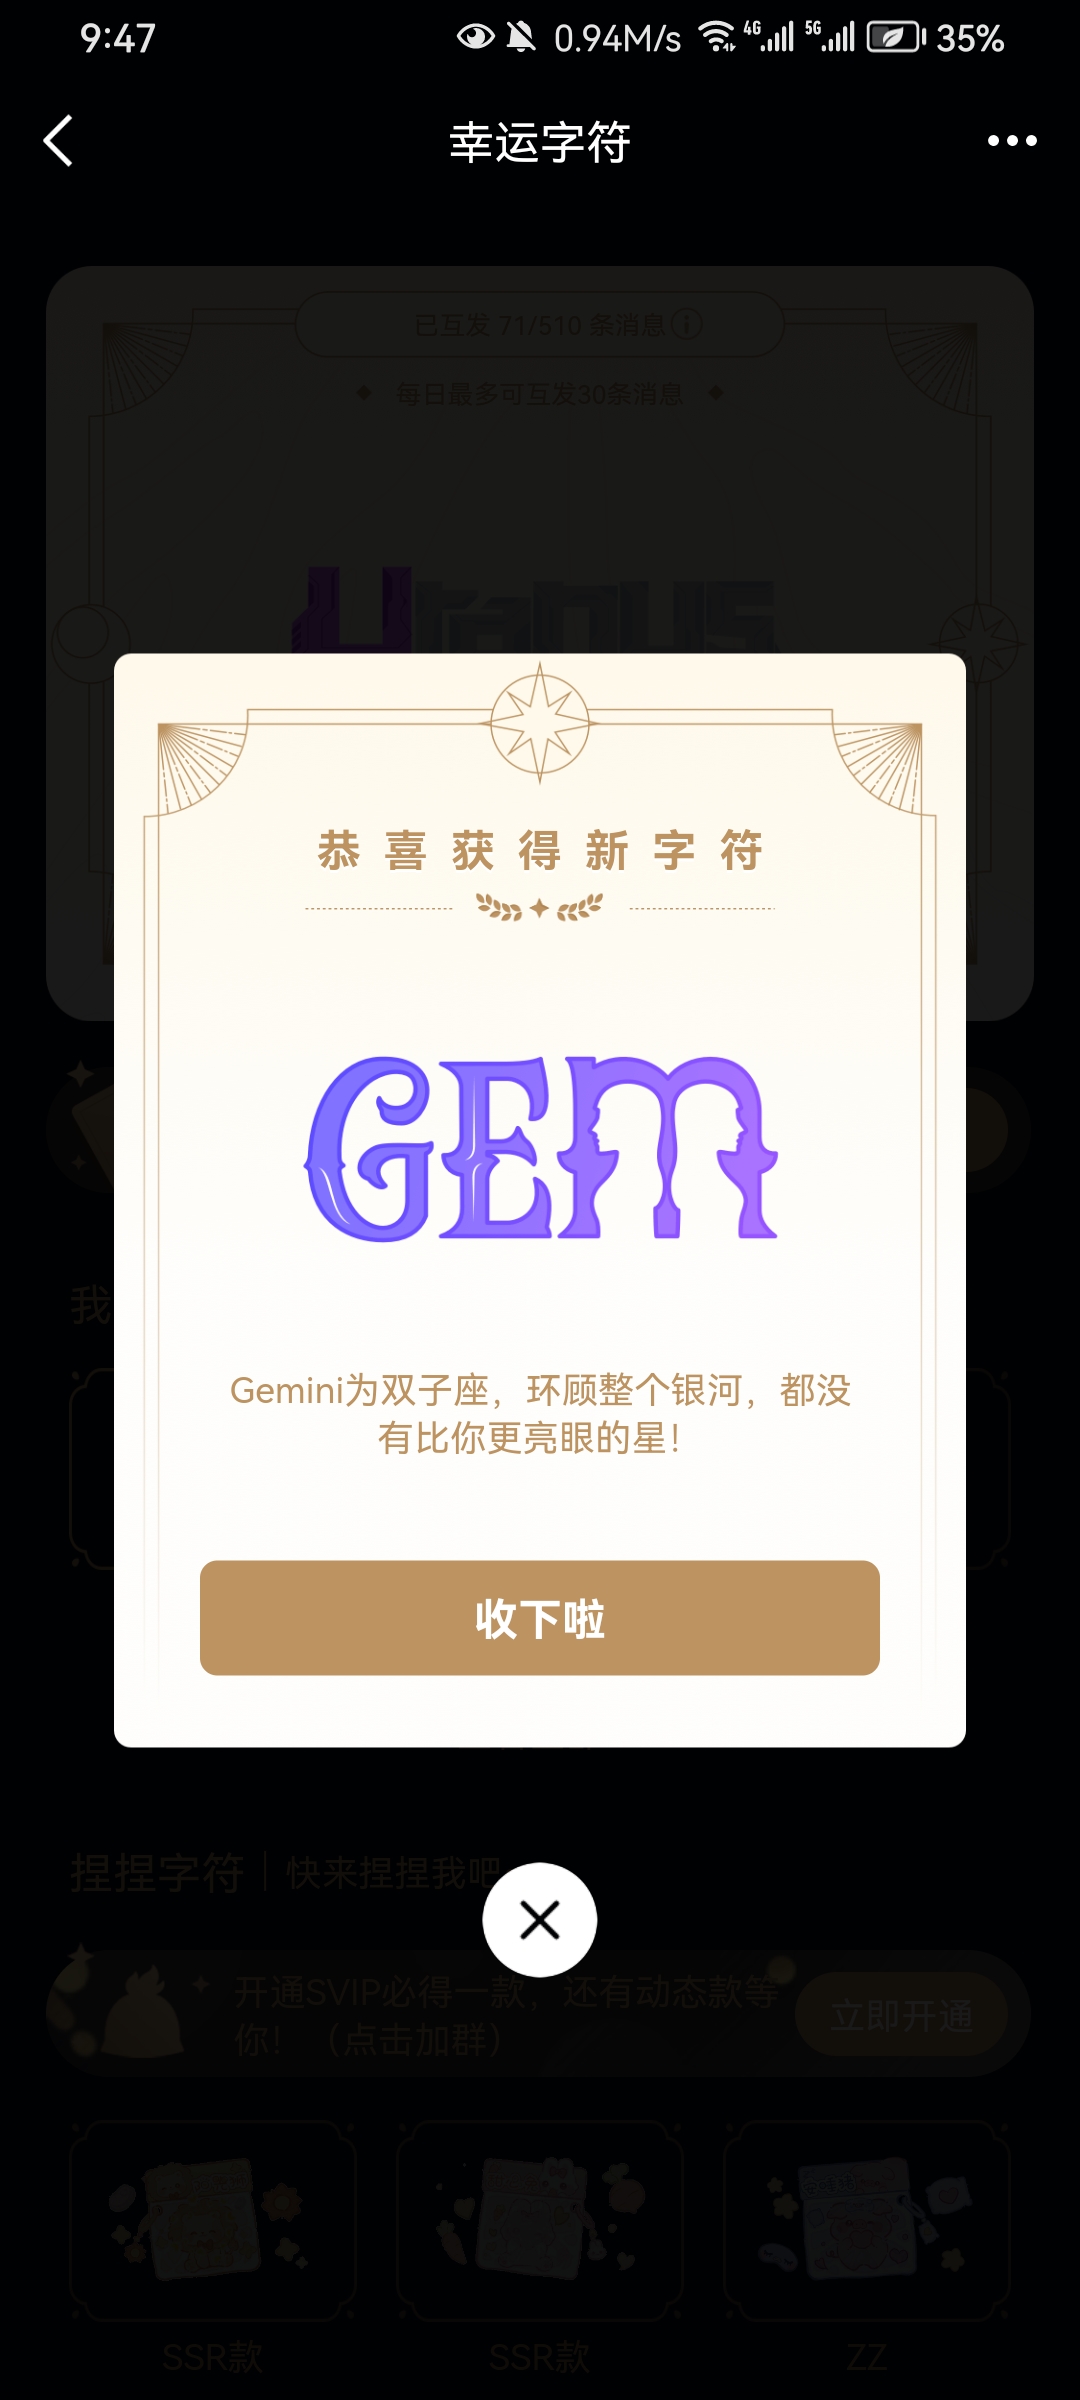 9:47
0.94M/s
4G
5G
35%
幸运字符
已互发 71/510 条消息
每日最多可互发30条消息
Uranus
恭喜获得新字符
GEM
我
Gemini为双子座，环顾整个银河，都没
有比你更亮眼的星！
收下啦
捏捏字符｜快来捏捏我吧
开通SVIP必得一款，还有动态款等
你！（点击加群）
立即开通
SSR款
SSR款
ZZ